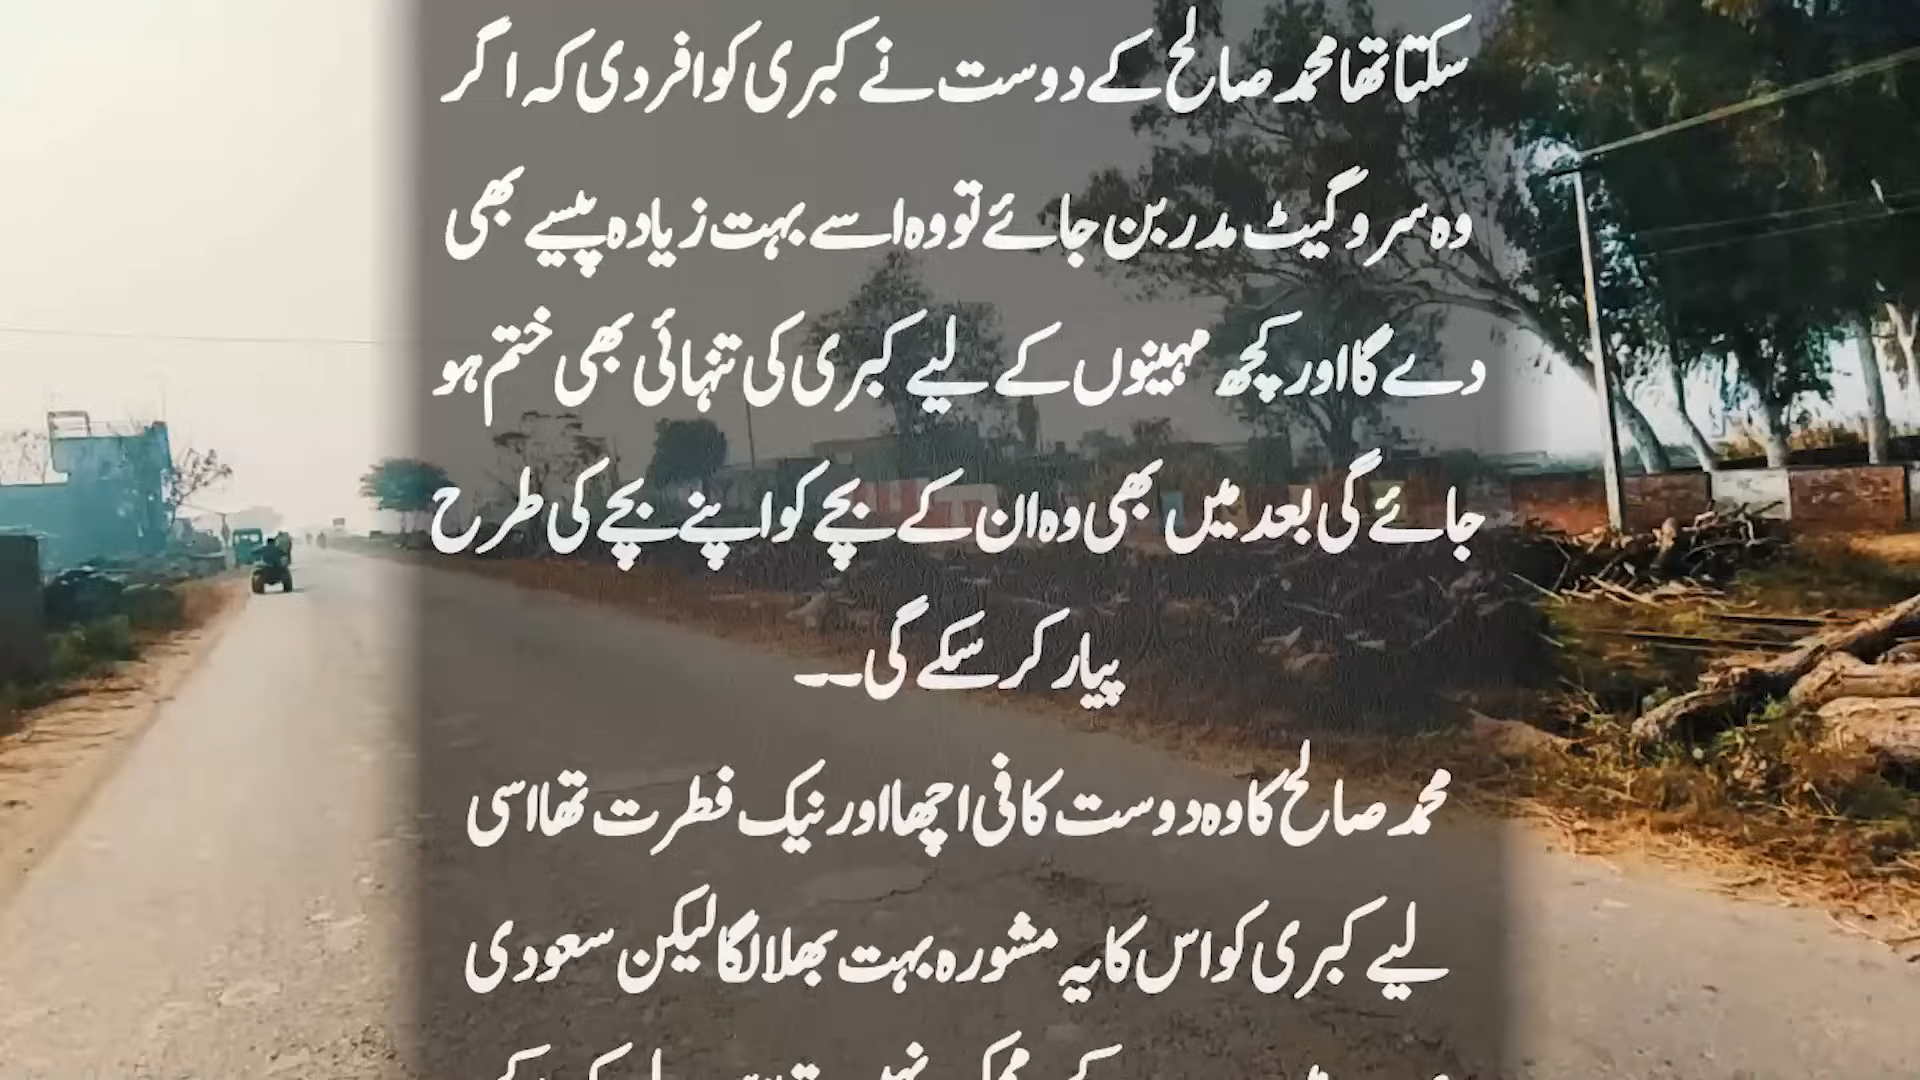 سکتا تھا محمد صالح کے دوست نے کبری کو افر دی کہ اگر
وہ سروگیٹ مدر بن جائے تو وہ اسے بہت زیادہ پیسے بھی
دے گا اور کچھ مہینوں کے لیے کبری کی تنہائی بھی ختم ہو
جائے گی بعد میں بھی وہ ان کے بچے کو اپنے بچے کی طرح
پیار کر سکے گی۔۔
محمد صالح کا وہ دوست کافی اچھا اور نیک فطرت تھا اسی
لیے کبری کو اس کا یہ مشورہ بہت بھلا لگا لیکن سعودی